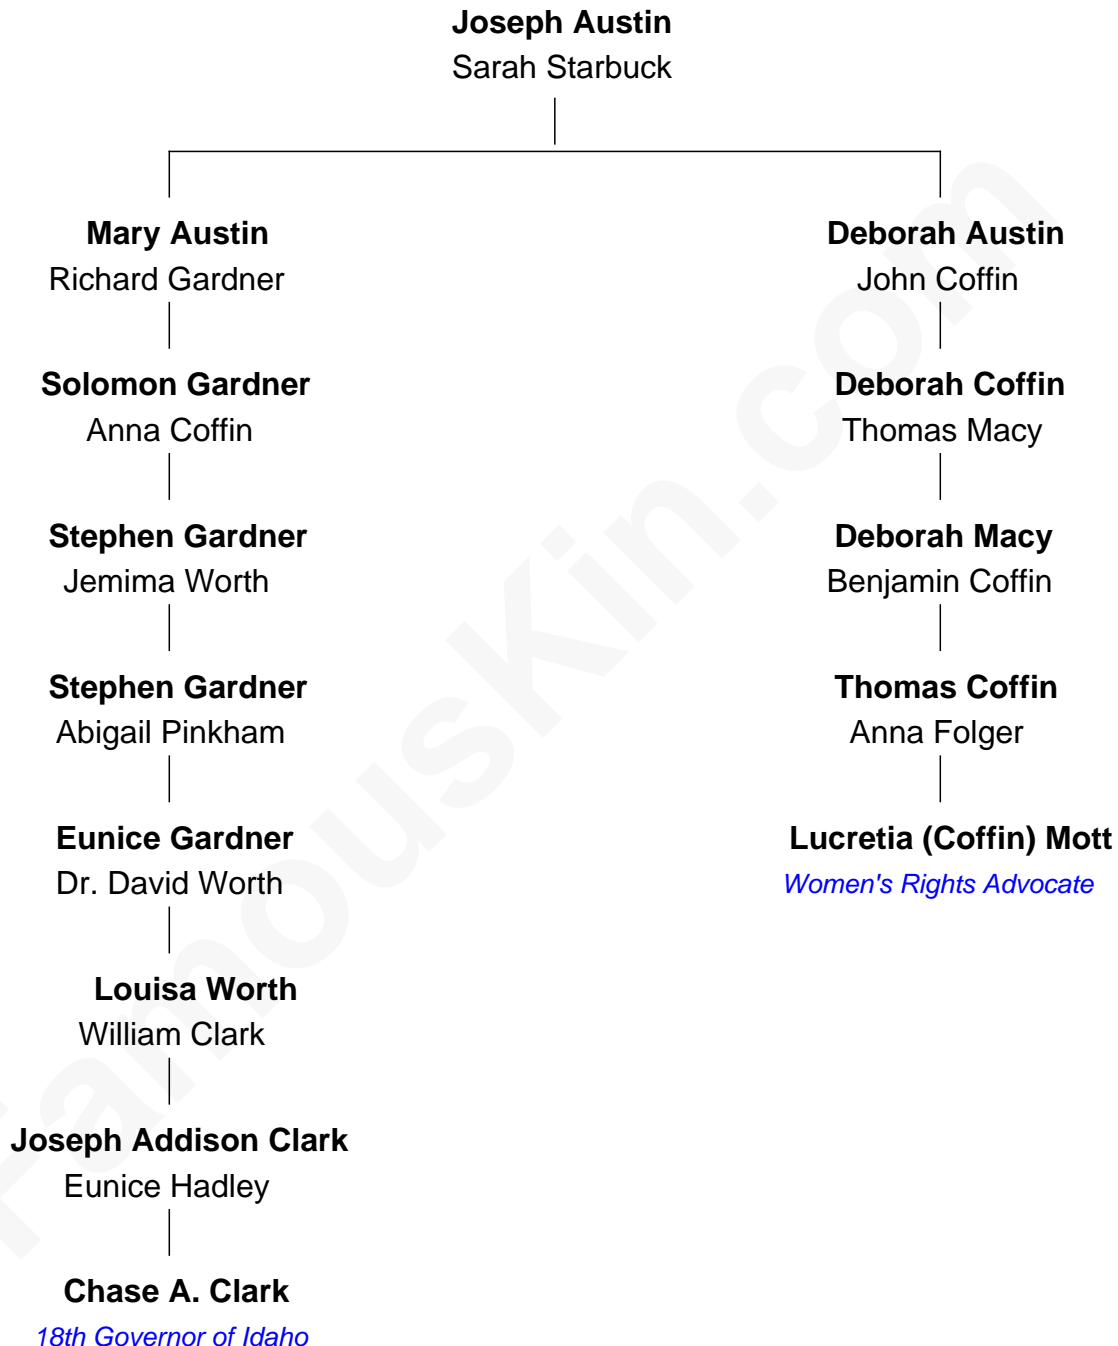 Joseph Austin
Sarah Starbuck
Mary Austin
Richard Gardner
Deborah Austin
John Coffin
Solomon Gardner
Anna Coffin
Deborah Coffin
Thomas Macy
Stephen Gardner
Jemima Worth
Deborah Macy
Benjamin Coffin
Stephen Gardner
Abigail Pinkham
Thomas Coffin
Anna Folger
Eunice Gardner
Dr. David Worth
Lucretia (Coffin) Mott
Women's Rights Advocate
Louisa Worth
William Clark
Joseph Addison Clark
Eunice Hadley
Chase A. Clark
18th Governor of Idaho
FamousKin.com